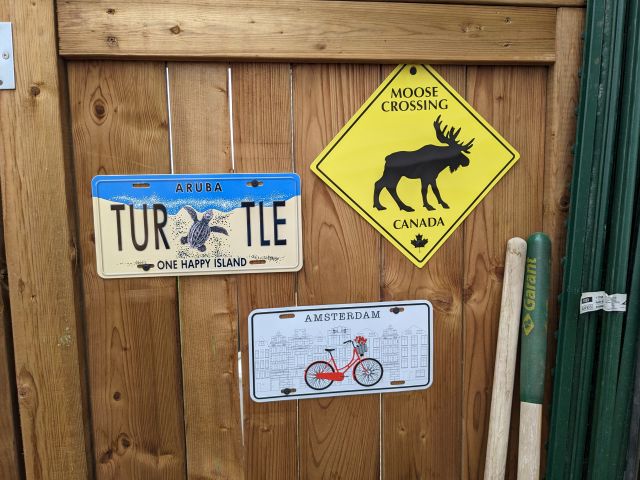 MOOSE
CROSSING
CANADA
ARUBA
TUR TLE
ONE HAPPY ISLAND
AMSTERDAM
Garant